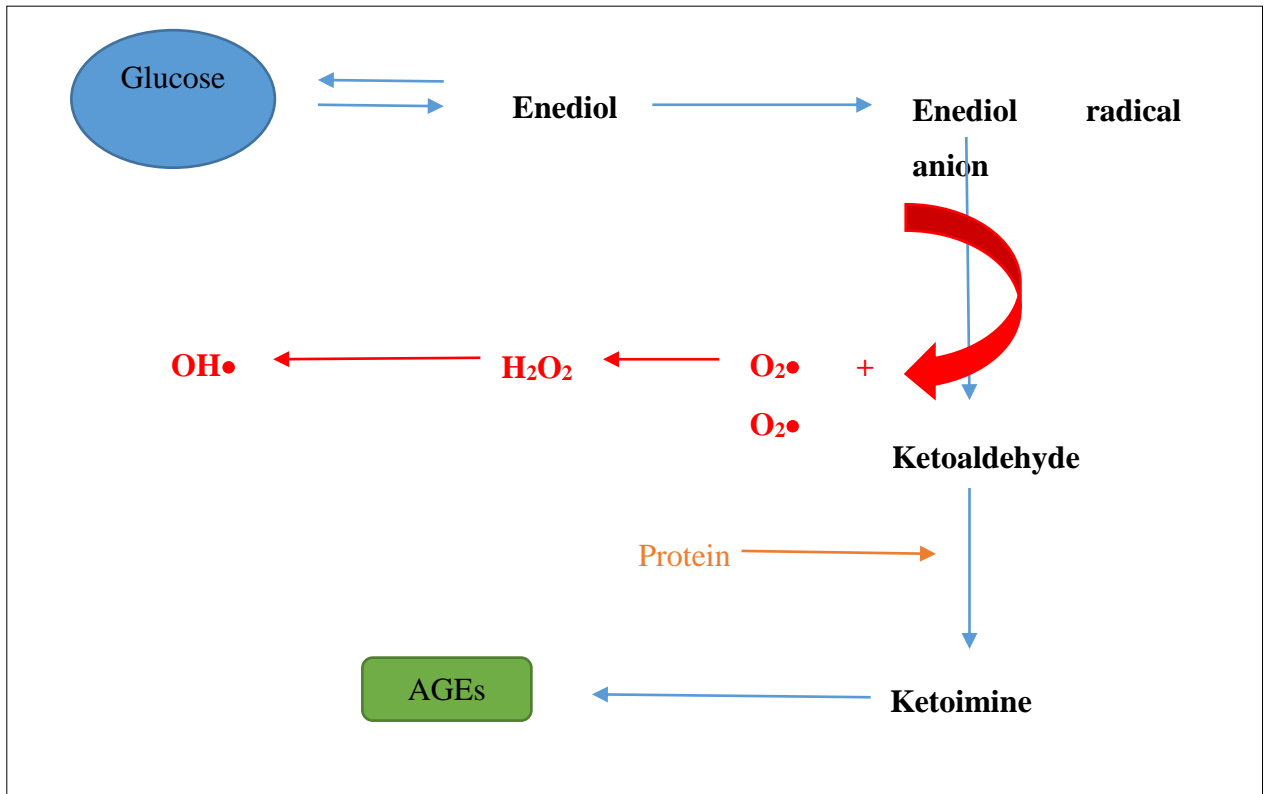 Glucose
Enediol
Enediol radical
anion
OH●
H₂O₂
O₂● +
O₂●
Ketoaldehyde
Protein
AGEs
Ketoimine